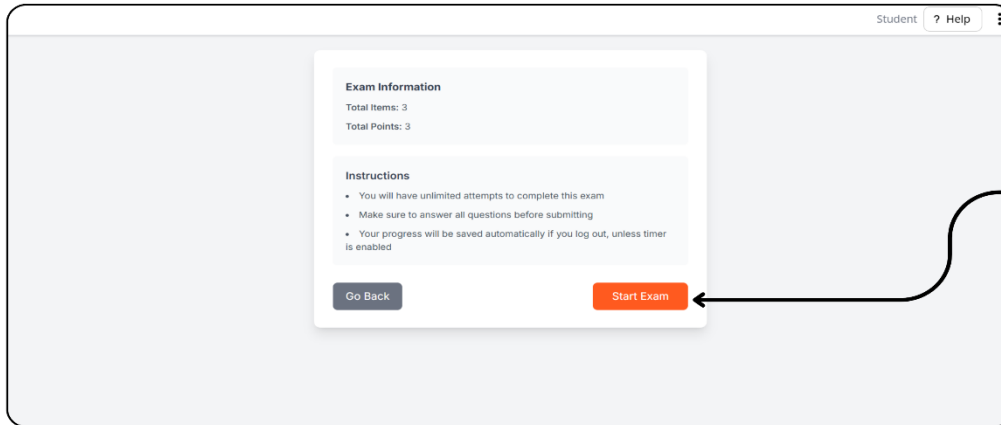 Student ? Help
Exam Information
Total Items: 3
Total Points: 3
Instructions
• You will have unlimited attempts to complete this exam
• Make sure to answer all questions before submitting
• Your progress will be saved automatically if you log out, unless timer
is enabled
Go Back Start Exam